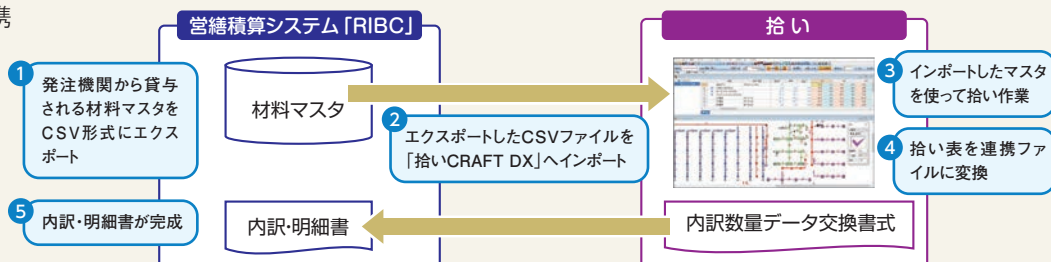 携
営繕積算システム「RIBC」
拾い
1
発注機関から貸与
される材料マスタを
CSV形式にエクス
ポート
材料マスタ
2
エクスポートしたCSVファイルを
「拾いCRAFT DX」へインポート
3
インポートしたマスタ
を使って拾い作業
4
拾い表を連携ファ
イルに変換
5
内訳・明細書が完成
内訳・明細書
内訳数量データ交換書式